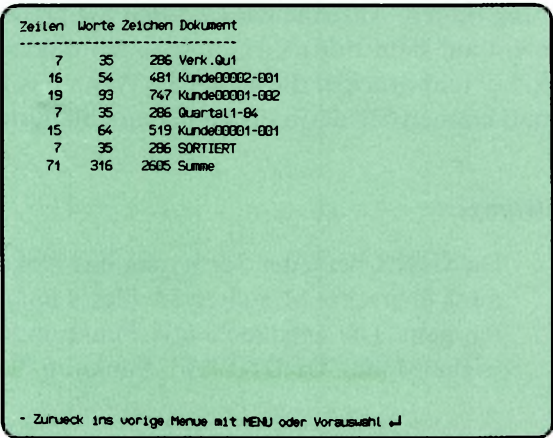 Zeilen Worte Zeichen Dokument
----------------------------------
7 35 286 Verk.Qu1
16 54 481 Kunde00002-001
19 93 747 Kunde00001-002
7 35 286 Quartal1-84
15 64 519 Kunde00001-001
7 35 286 SORTIERT
71 316 2605 Summe
- Zurueck ins vorige Menue mit MENU oder Vorauswahl ↵